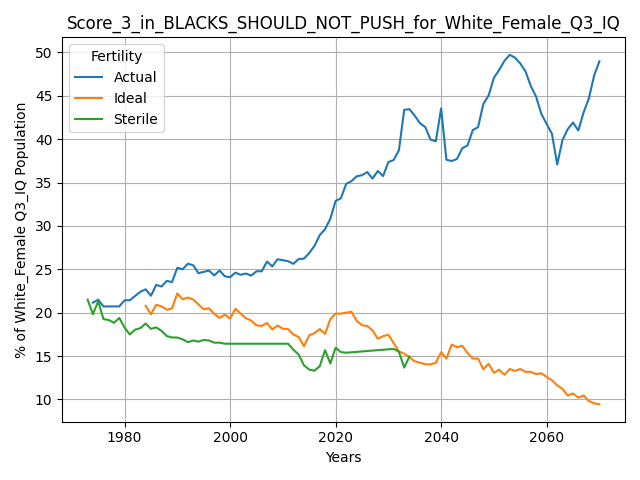 Score_3_in_BLACKS_SHOULD_NOT_PUSH_for_White_Female_Q3_IQ
Fertility
Actual
Ideal
Sterile
% of White_Female Q3_IQ Population
50
45
40
35
30
25
20
15
10
1980
2000
2020
2040
2060
Years